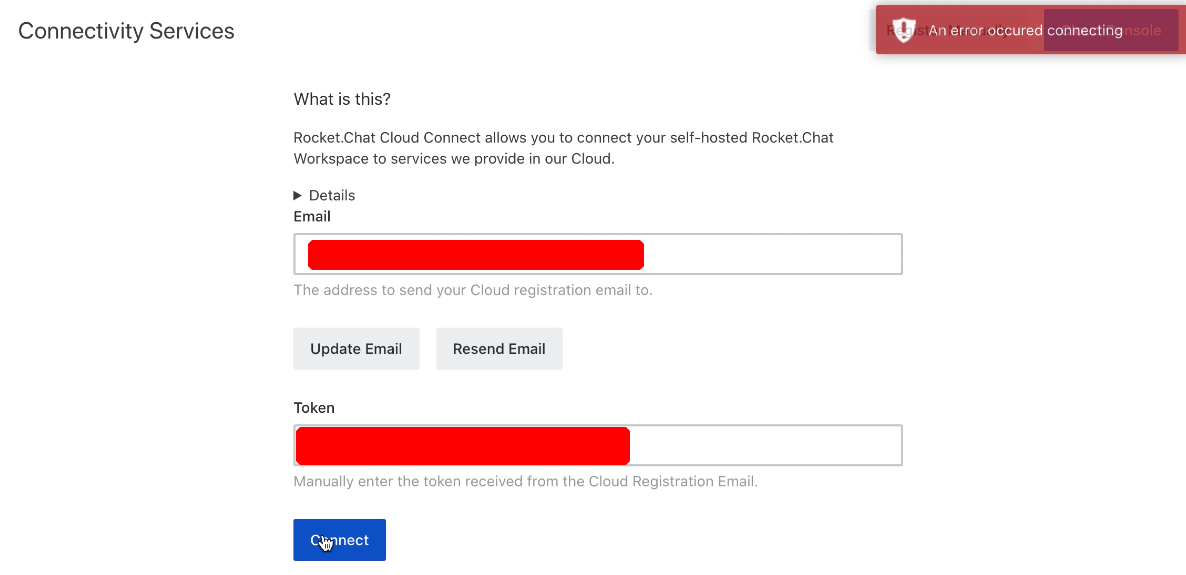 Connectivity Services
An error occured connecting
What is this?
Rocket.Chat Cloud Connect allows you to connect your self-hosted Rocket.Chat
Workspace to services we provide in our Cloud.
Details
Email
The address to send your Cloud registration email to.
Update Email
Resend Email
Token
Manually enter the token received from the Cloud Registration Email.
Connect